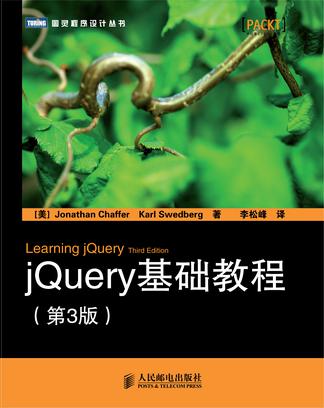 TURING 图灵程序设计丛书
[PACKT]
PUBLISHING
[美] Jonathan Chaffer Karl Swedberg 著 李松峰 译
Learning jQuery Third Edition
jQuery基础教程
（第3版）
人民邮电出版社
POSTS & TELECOM PRESS